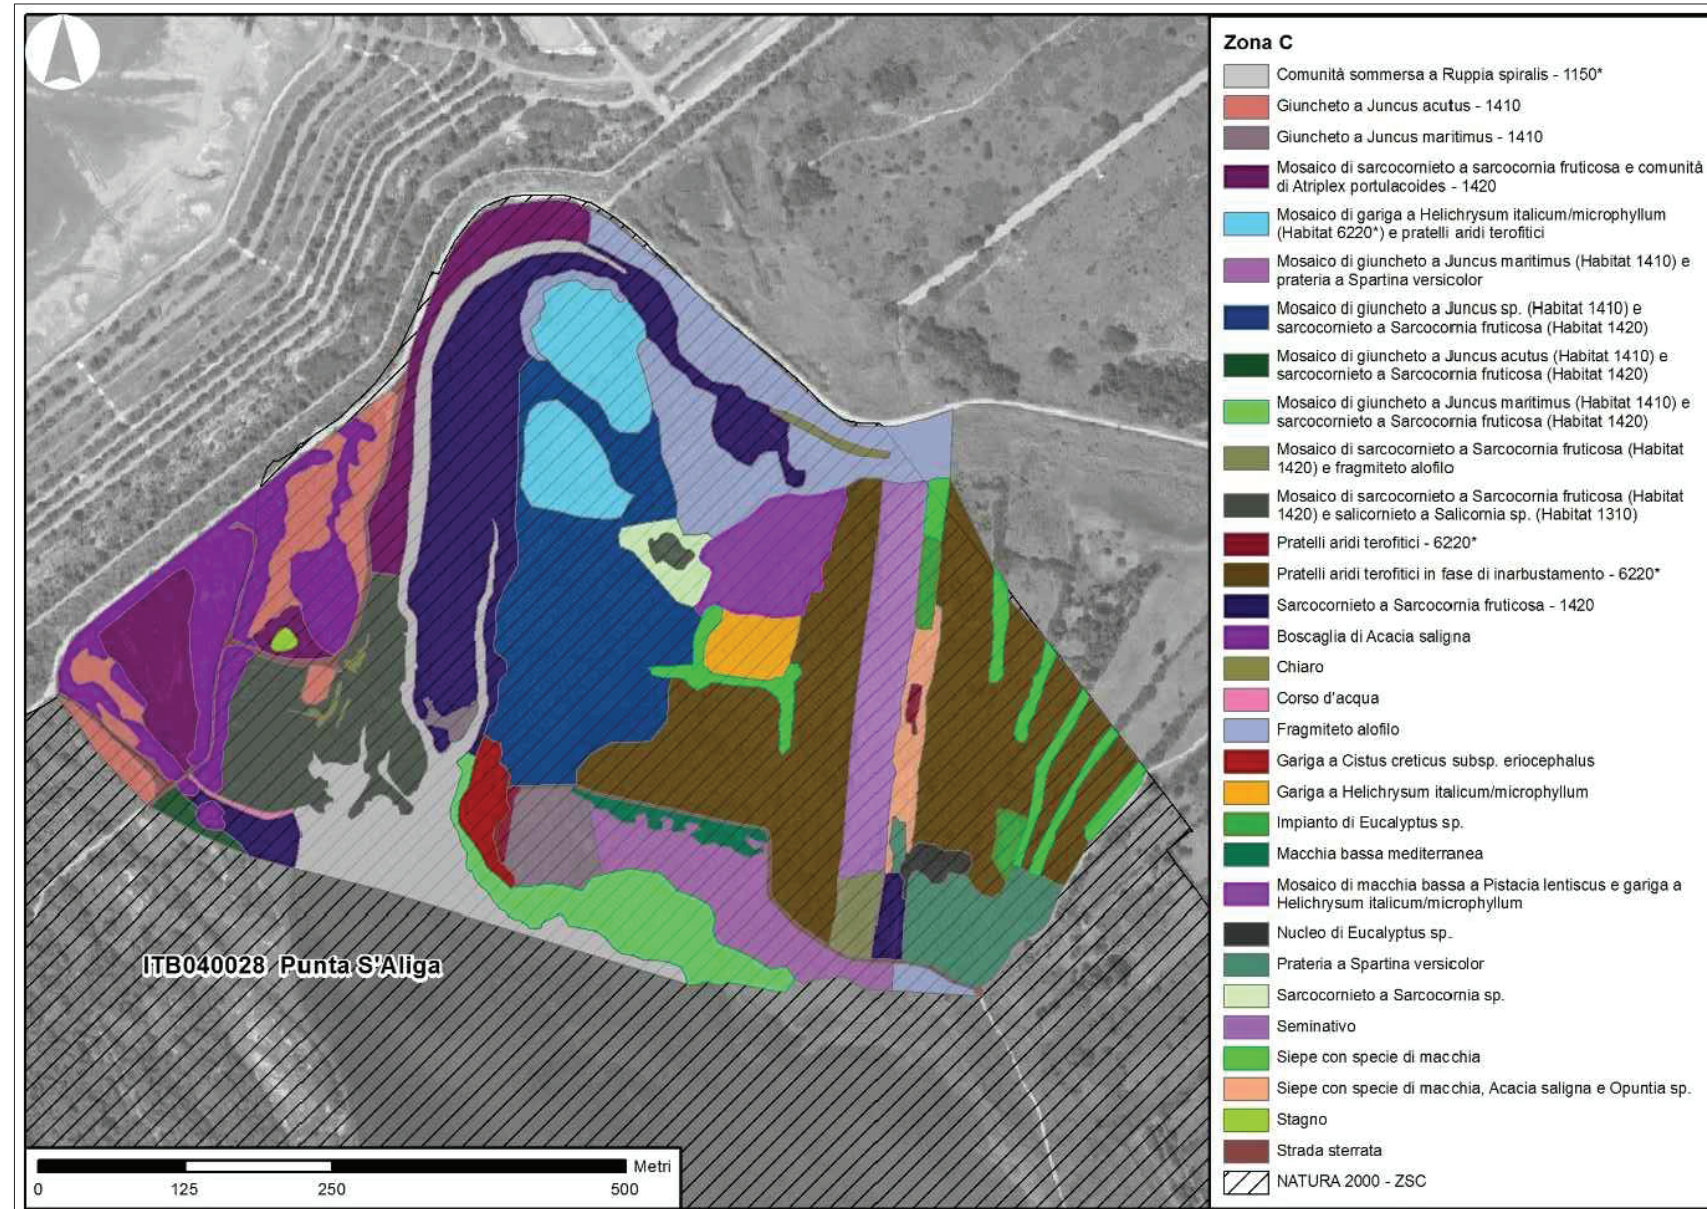 Zona C
Comunità sommersa a Ruppia spiralis - 1150*
Giuncheto a Juncus acutus - 1410
Giuncheto a Juncus maritimus - 1410
Mosaico di sarcocornieto a sarcocornia fruticosa e comunità
di Atriplex portulacoides - 1420
Mosaico di gariga a Helichrysum italicum/microphyllum
(Habitat 6220*) e pratelli aridi terofitici
Mosaico di giuncheto a Juncus maritimus (Habitat 1410) e
prateria a Spartina versicolor
Mosaico di giuncheto a Juncus sp. (Habitat 1410) e
sarcocornieto a Sarcocornia fruticosa (Habitat 1420)
Mosaico di giuncheto a Juncus acutus (Habitat 1410) e
sarcocornieto a Sarcocornia fruticosa (Habitat 1420)
Mosaico di giuncheto a Juncus maritimus (Habitat 1410) e
sarcocornieto a Sarcocornia fruticosa (Habitat 1420)
Mosaico di sarcocornieto a Sarcocornia fruticosa (Habitat
1420) e fragmiteto alofilo
Mosaico di sarcocornieto a Sarcocornia fruticosa (Habitat
1420) e salicornieto a Salicornia sp. (Habitat 1310)
Pratelli aridi terofitici - 6220*
Pratelli aridi terofitici in fase di inarbustamento - 6220*
Sarcocornieto a Sarcocornia fruticosa - 1420
Boscaglia di Acacia saligna
Chiaro
Corso d'acqua
Fragmiteto alofilo
Gariga a Cistus creticus subsp. eriocephalus
Gariga a Helichrysum italicum/microphyllum
Impianto di Eucalyptus sp.
Macchia bassa mediterranea
Mosaico di macchia bassa a Pistacia lentiscus e gariga a
Helichrysum italicum/microphyllum
Nucleo di Eucalyptus sp.
Prateria a Spartina versicolor
Sarcocornieto a Sarcocornia sp.
Seminativo
Siepe con specie di macchia
Siepe con specie di macchia, Acacia saligna e Opuntia sp.
Stagno
Strada sterrata
NATURA 2000 - ZSC
ITB040028 Punta S'Aliga
Metri
0 125 250 500